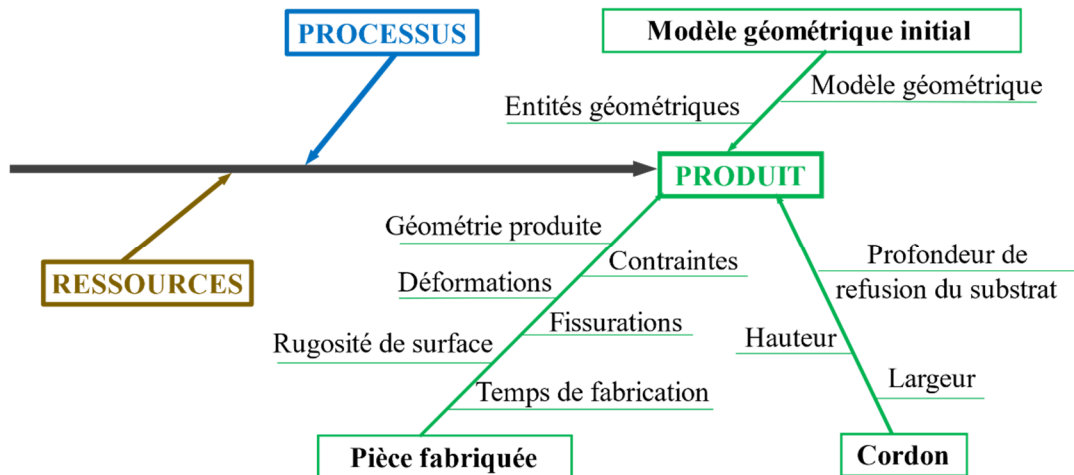 PROCESSUS
Modèle géométrique initial
Modèle géométrique
Entités géométriques
PRODUIT
RESSOURCES
Géométrie produite
Contraintes
Déformations
Fissurations
Rugosité de surface
Temps de fabrication
Pièce fabriquée
Profondeur de
refusion du substrat
Hauteur
Largeur
Cordon